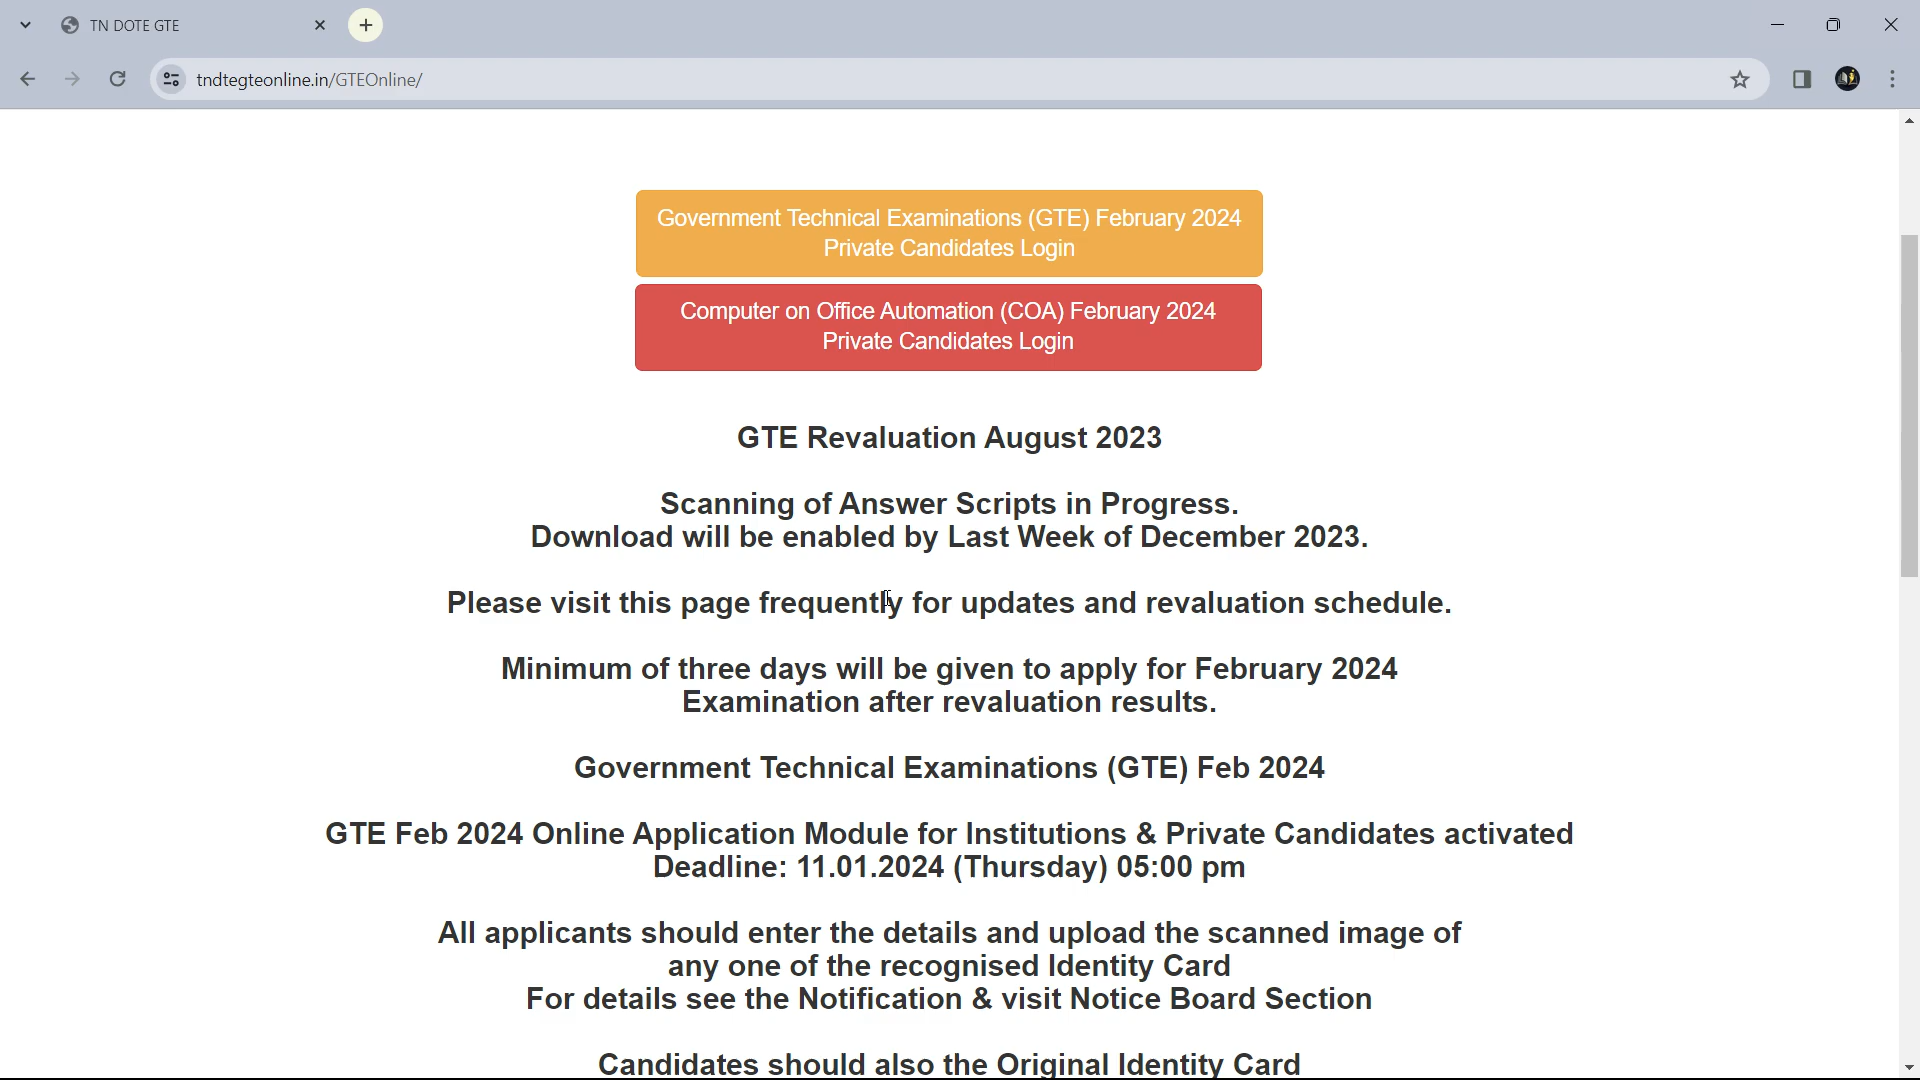 TN DOTE GTE
tndtegteonline.in/GTEOnline/
Government Technical Examinations (GTE) February 2024
Private Candidates Login
Computer on Office Automation (COA) February 2024
Private Candidates Login
GTE Revaluation August 2023
Scanning of Answer Scripts in Progress.
Download will be enabled by Last Week of December 2023.
Please visit this page frequently for updates and revaluation schedule.
Minimum of three days will be given to apply for February 2024
Examination after revaluation results.
Government Technical Examinations (GTE) Feb 2024
GTE Feb 2024 Online Application Module for Institutions & Private Candidates activated
Deadline: 11.01.2024 (Thursday) 05:00 pm
All applicants should enter the details and upload the scanned image of
any one of the recognised Identity Card
For details see the Notification & visit Notice Board Section
Candidates should also the Original Identity Card